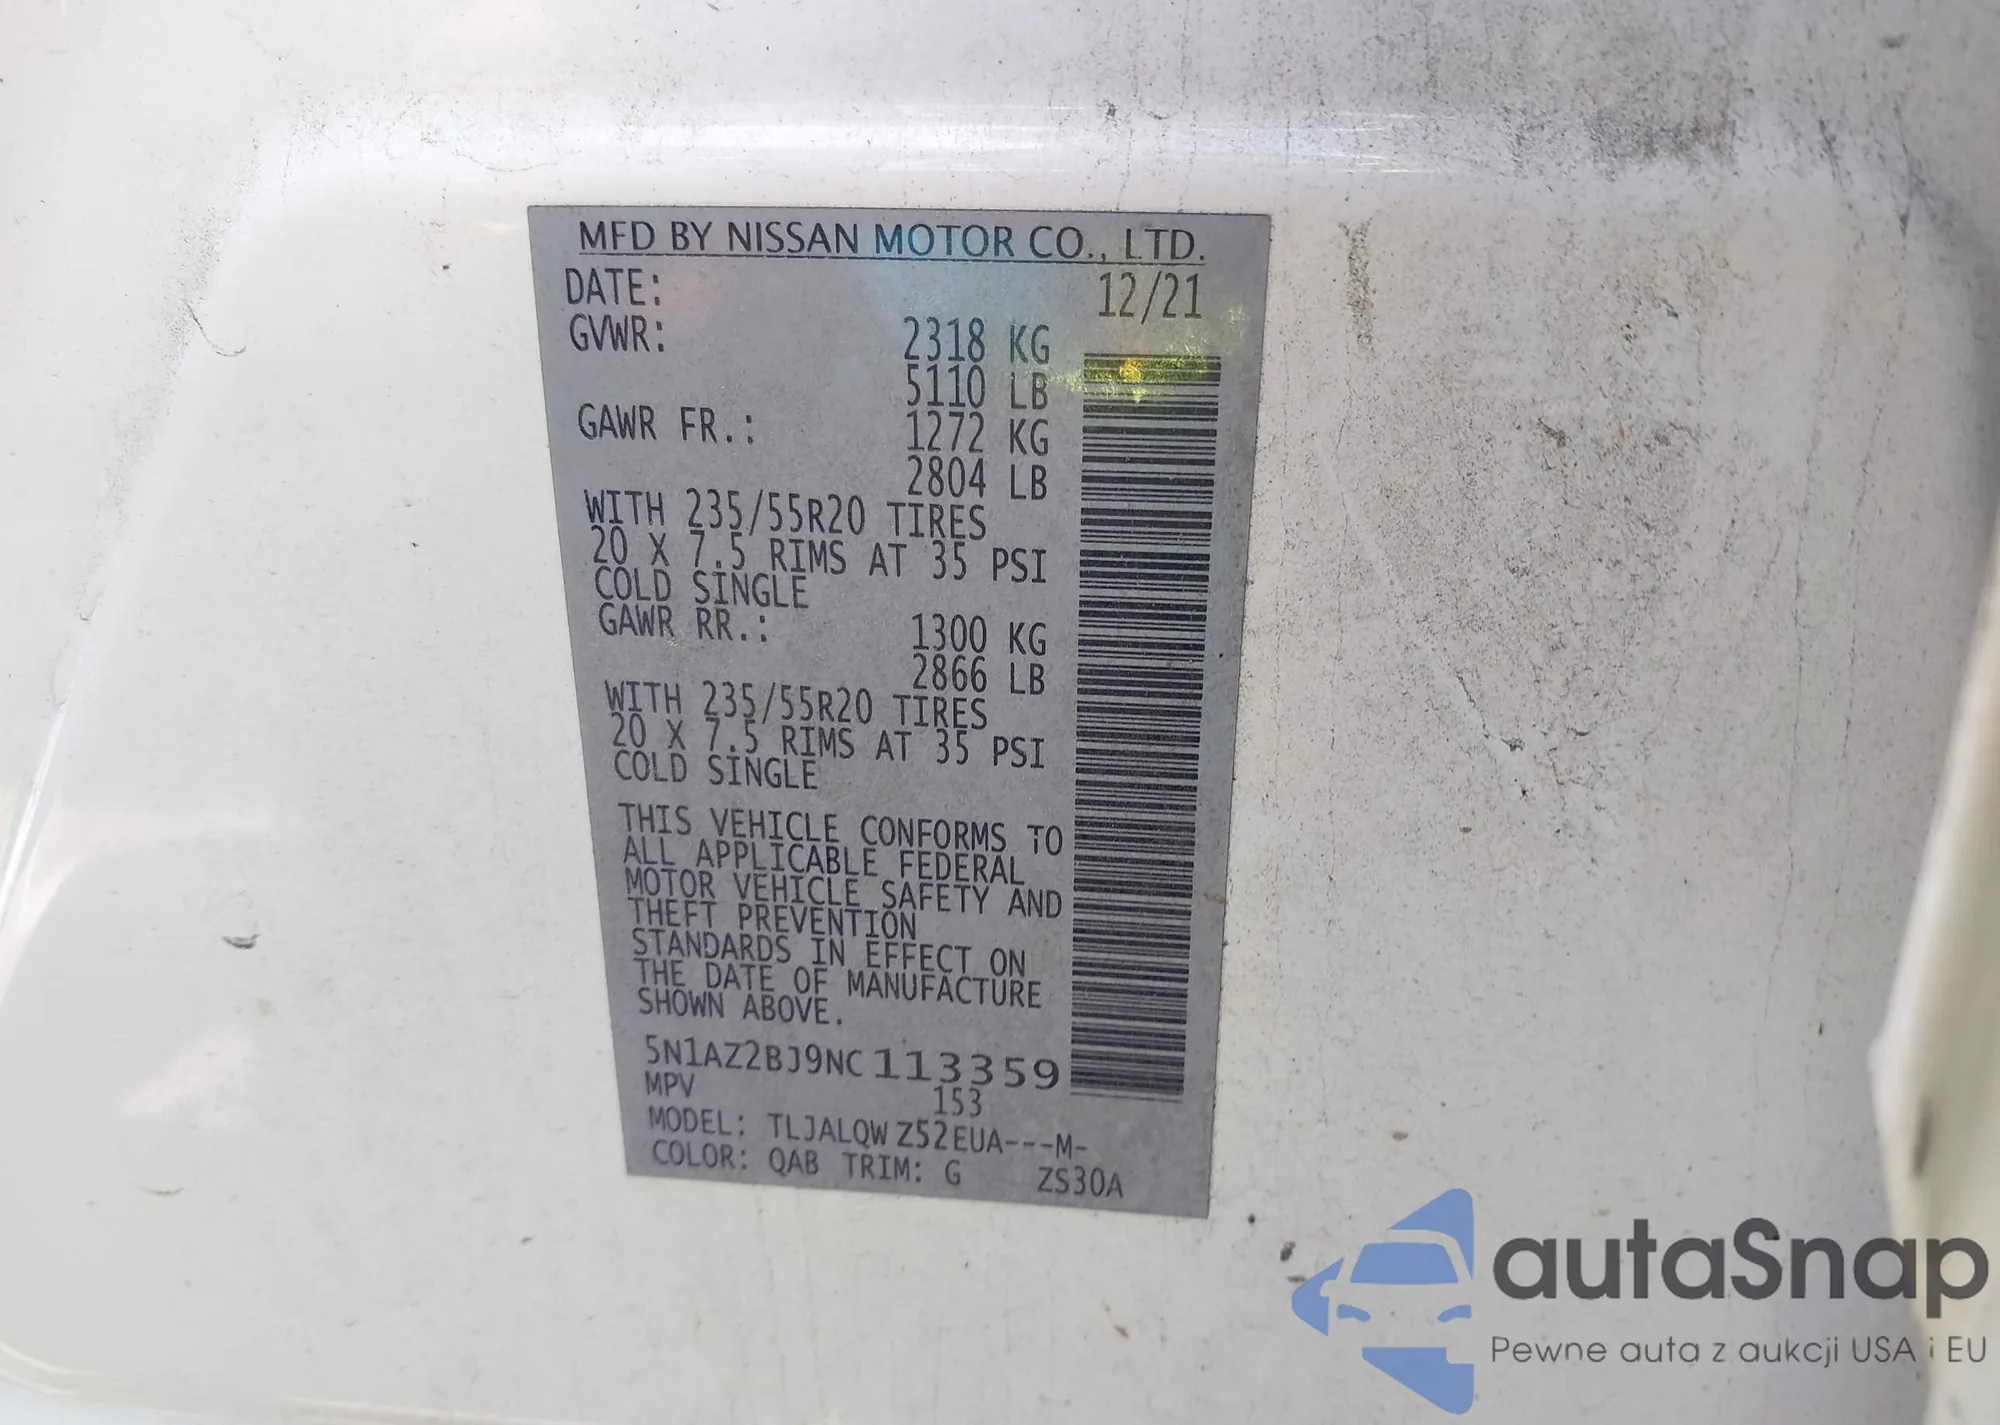 MFD BY NISSAN MOTOR CO., LTD.
DATE: 12/21
GVWR: 2318 KG
5110 LB
GAWR FR.: 1272 KG
2804 LB
WITH 235/55R20 TIRES
20 X 7.5 RIMS AT 35 PSI
COLD SINGLE
GAWR RR.: 1300 KG
2866 LB
WITH 235/55R20 TIRES
20 X 7.5 RIMS AT 35 PSI
COLD SINGLE
THIS VEHICLE CONFORMS TO
ALL APPLICABLE FEDERAL
MOTOR VEHICLE SAFETY AND
THEFT PREVENTION
STANDARDS IN EFFECT ON
THE DATE OF MANUFACTURE
SHOWN ABOVE.
5N1AZ2BJ9NC113359
MPV 153
MODEL: TLJALQW Z52EUA---M-
COLOR: QAB TRIM: G ZS30A
autaSnap
Pewne auta z aukcji USA i EU